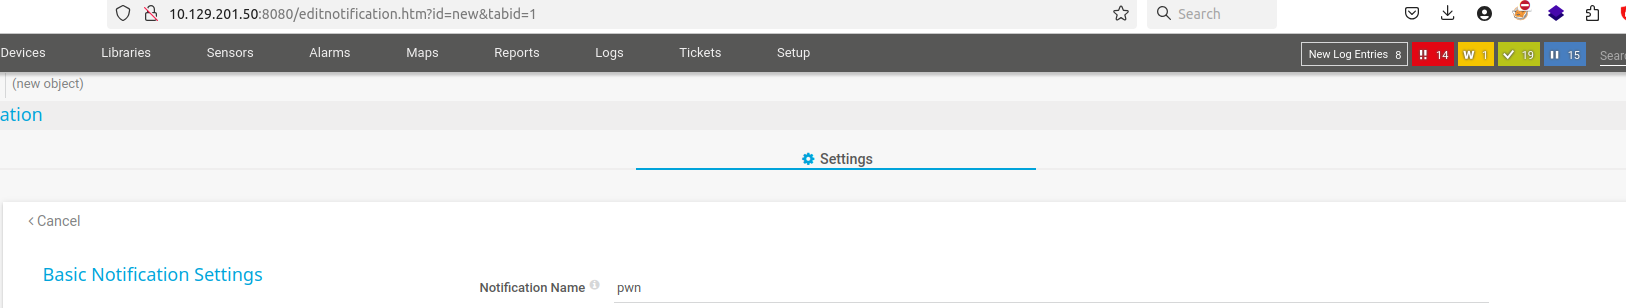 10.129.201.50:8080/editnotification.htm?id=new&tabid=1 Search
Devices Libraries Sensors Alarms Maps Reports Logs Tickets Setup New Log Entries 8 !! 14 W 1 19 15 Sear
(new object)
ation
Settings
< Cancel
Basic Notification Settings
Notification Name pwn